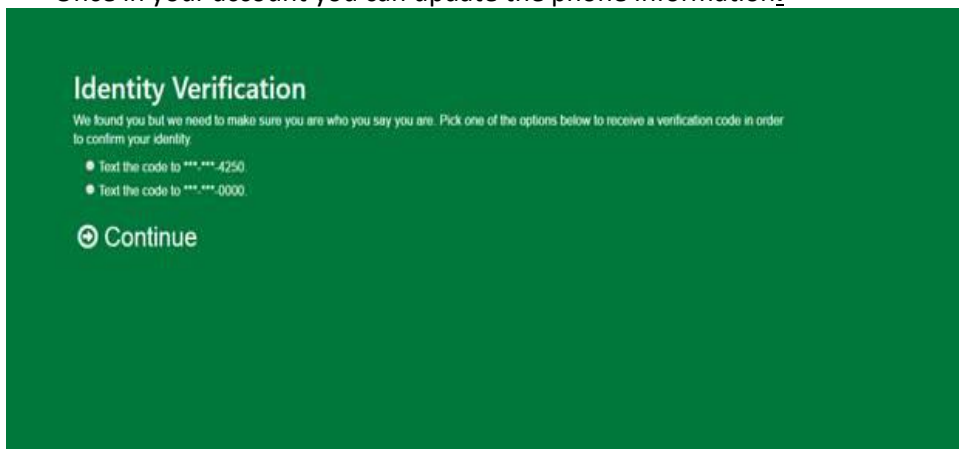 Once in your account you can update the phone information.
Identity Verification
We found you but we need to make sure you are who you say you are. Pick one of the options below to receive a verification code in order
to confirm your identity.
Text the code to ***-***-4250.
Text the code to ***-***-0000.
Continue